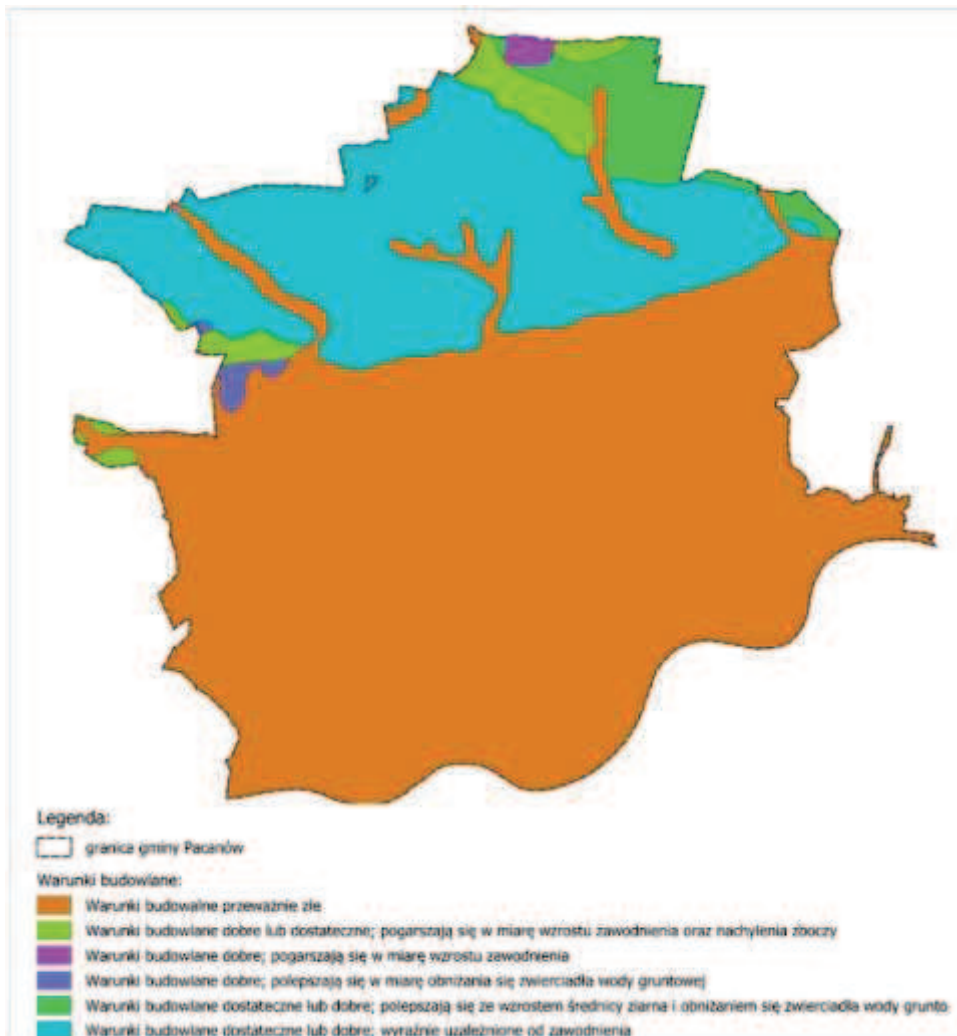 Legenda:
granica gminy Pacanów
Warunki budowlane:
Warunki budowalne przeważnie złe
Warunki budowlane dobre lub dostateczne; pogarszają się w miarę wzrostu zawodnienia oraz nachylenia zboczy
Warunki budowlane dobre; pogarszają się w miarę wzrostu zawodnienia
Warunki budowlane dobre; polepszają się w miarę obniżania się zwierciadła wody gruntowej
Warunki budowlane dostateczne lub dobre; polepszają się ze wzrostem średnicy ziarna i obniżaniem się zwierciadła wody grunto
Warunki budowlane dostateczne lub dobre; wyraźnie uzależnione od zawodnienia